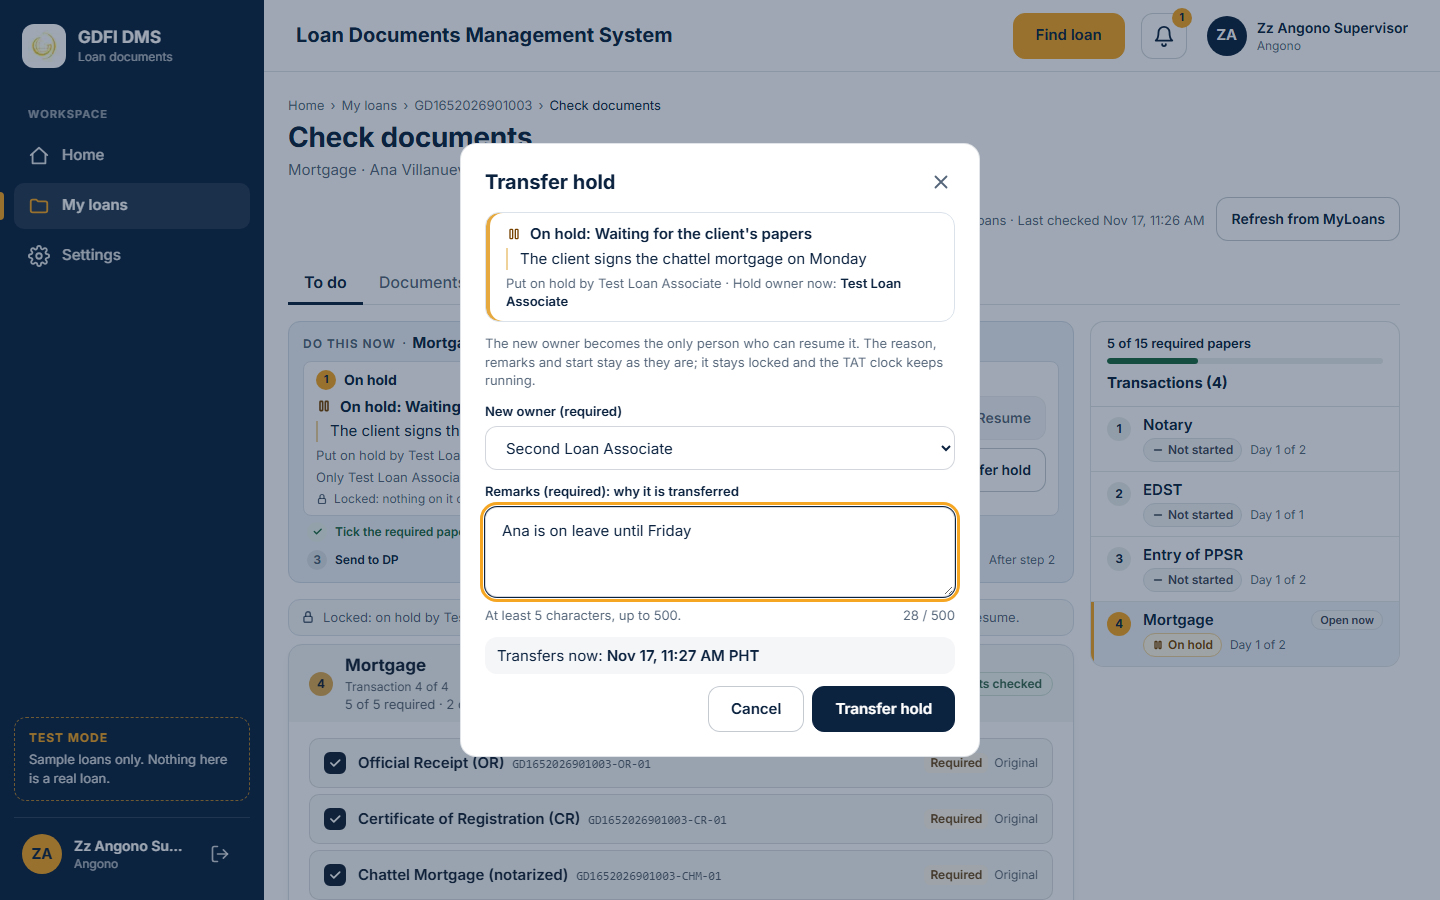 GDFI DMS
Loan documents
WORKSPACE
Home
My loans
Settings
TEST MODE
Sample loans only. Nothing here
is a real loan.
ZA
Zz Angono Su...
Angono
Loan Documents Management System
Find loan
1
ZA
Zz Angono Supervisor
Angono
Home › My loans › GD1652026901003 › Check documents
Check documents
Mortgage · Ana
· Last checked Nov 17, 11:26 AM
Refresh from MyLoans
To do
DO THIS NOW ·
1
On hold
On hold: Waiting
The client signs
Put on hold by Test
Resume
Only Test Loan
hold
Locked: nothing on it
Tick the required
3
Send to DP
After step 2
Locked: on hold by
4
Mortgage
Transaction 4 of 4
5 of 5 required ·
checked
Official Receipt (OR) GD1652026901003-OR-01
Required
Original
Certificate of Registration (CR) GD1652026901003-CR-01
Required
Original
Chattel Mortgage (notarized) GD1652026901003-CHM-01
Required
Original
Transfer hold
On hold: Waiting for the client's papers
The client signs the chattel mortgage on Monday
Put on hold by Test Loan Associate · Hold owner now: Test Loan
Associate
The new owner becomes the only person who can resume it. The reason,
remarks and start stay as they are; it stays locked and the TAT clock keeps
running.
New owner (required)
Second Loan Associate
Remarks (required): why it is transferred
Ana is on leave until Friday
At least 5 characters, up to 500.
28 / 500
Transfers now: Nov 17, 11:27 AM PHT
Cancel
Transfer hold
5 of 15 required papers
Transactions (4)
1
Notary
Not started
Day 1 of 2
2
EDST
Not started
Day 1 of 1
3
Entry of PPSR
Not started
Day 1 of 2
4
Mortgage
Open now
On hold
Day 1 of 2